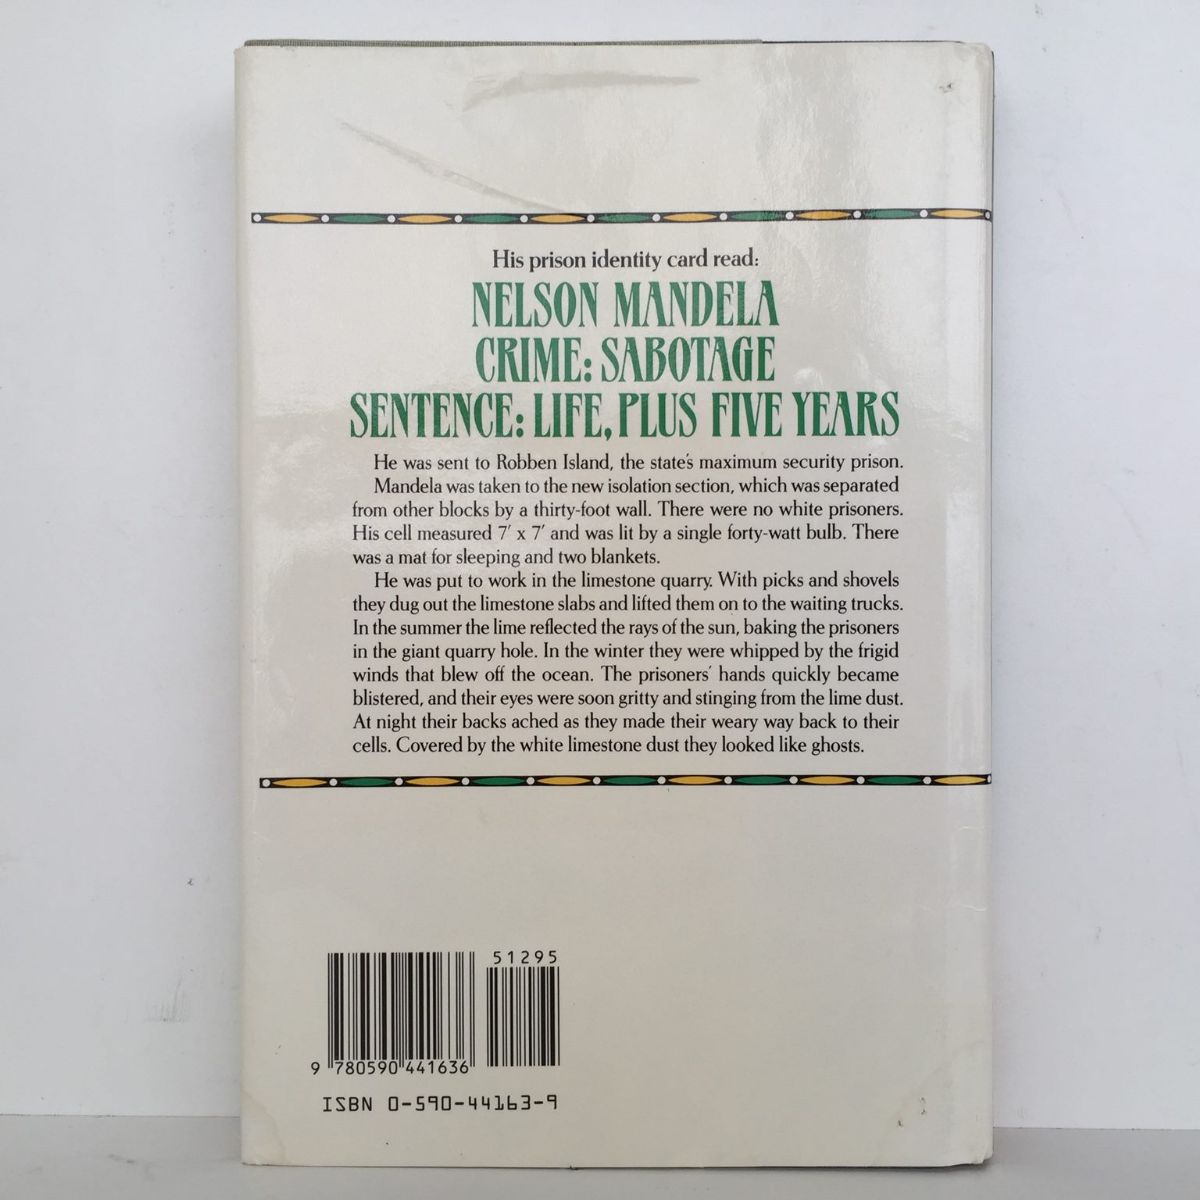 His prison identity card read:
NELSON MANDELA
CRIME: SABOTAGE
SENTENCE: LIFE, PLUS FIVE YEARS
He was sent to Robben Island, the state's maximum security prison.
Mandela was taken to the new isolation section, which was separated
from other blocks by a thirty-foot wall. There were no white prisoners.
His cell measured 7' x 7' and was lit by a single forty-watt bulb. There
was a mat for sleeping and two blankets.
He was put to work in the limestone quarry. With picks and shovels
they dug out the limestone slabs and lifted them on to the waiting trucks.
In the summer the lime reflected the rays of the sun, baking the prisoners
in the giant quarry hole. In the winter they were whipped by the frigid
winds that blew off the ocean. The prisoners' hands quickly became
blistered, and their eyes were soon gritty and stinging from the lime dust.
At night their backs ached as they made their weary way back to their
cells. Covered by the white limestone dust they looked like ghosts.
51295
9 780590 441636
ISBN 0-590-44163-9